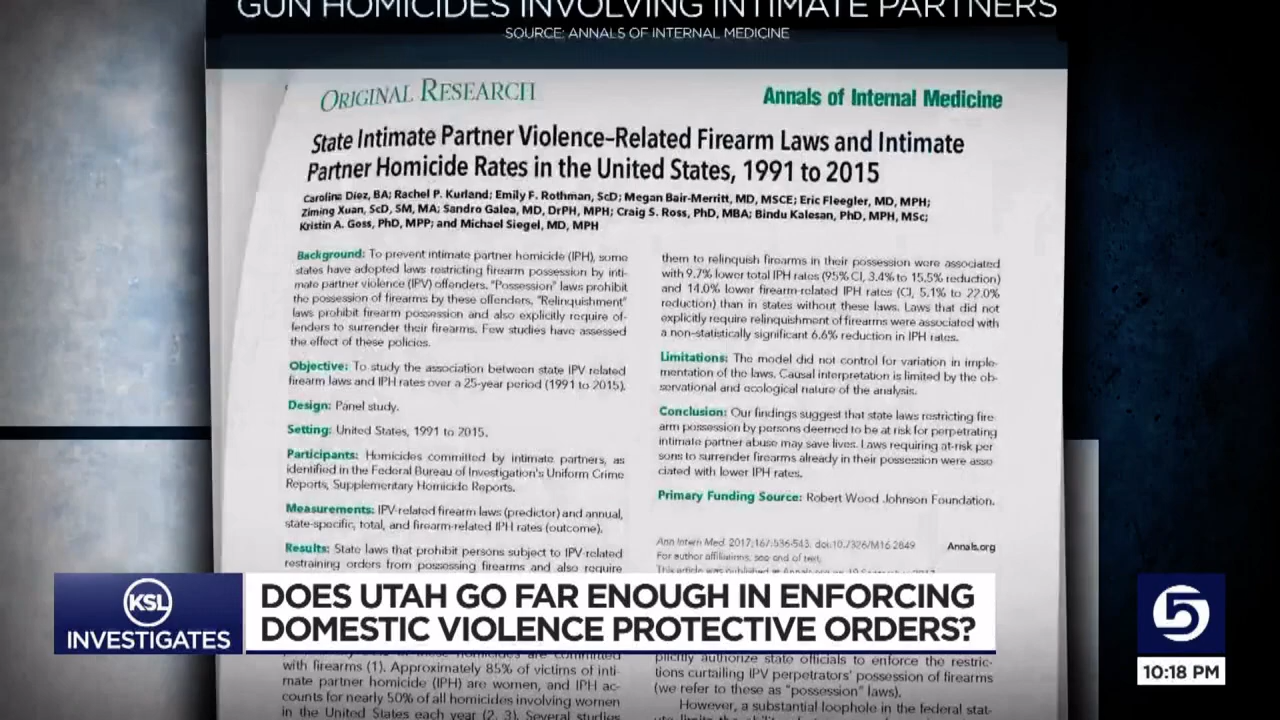 GUN HOMICIDES INVOLVING INTIMATE PARTNERS
SOURCE: ANNALS OF INTERNAL MEDICINE
ORIGINAL RESEARCH
Annals of Internal Medicine
State Intimate Partner Violence–Related Firearm Laws and Intimate
Partner Homicide Rates in the United States, 1991 to 2015
Carolina Díez, BA; Rachel P. Kurland; Emily F. Rothman, ScD; Megan Bair-Merritt, MD, MSCE; Eric Fleegler, MD, MPH;
Ziming Xuan, ScD, SM, MA; Sandro Galea, MD, DrPH, MPH; Craig S. Ross, PhD, MBA; Bindu Kalesan, PhD, MPH, MSc;
Kristin A. Goss, PhD, MPP; and Michael Siegel, MD, MPH
Background: To prevent intimate partner homicide (IPH), some
states have adopted laws restricting firearm possession by inti-
mate partner violence (IPV) offenders. "Possession" laws prohibit
the possession of firearms by these offenders. "Relinquishment"
laws prohibit firearm possession and also explicitly require of-
fenders to surrender their firearms. Few studies have assessed
the effect of these policies.
Objective: To study the association between state IPV-related
firearm laws and IPH rates over a 25-year period (1991 to 2015).
Design: Panel study.
Setting: United States, 1991 to 2015.
Participants: Homicides committed by intimate partners, as
identified in the Federal Bureau of Investigation's Uniform Crime
Reports, Supplementary Homicide Reports.
Measurements: IPV-related firearm laws (predictor) and annual,
state-specific, total, and firearm-related IPH rates (outcome).
Results: State laws that prohibit persons subject to IPV-related
restraining orders from possessing firearms and also require
them to relinquish firearms in their possession were associated
with 9.7% lower total IPH rates (95% CI, 3.4% to 15.5% reduction)
and 14.0% lower firearm-related IPH rates (CI, 5.1% to 22.0%
reduction) than in states without these laws. Laws that did not
explicitly require relinquishment of firearms were associated with
a non–statistically significant 6.6% reduction in IPH rates.
Limitations: The model did not control for variation in imple-
mentation of the laws. Causal interpretation is limited by the ob-
servational and ecological nature of the analysis.
Conclusion: Our findings suggest that state laws restricting fire-
arm possession by persons deemed to be at risk for perpetrating
intimate partner abuse may save lives. Laws requiring at-risk per-
sons to surrender firearms already in their possession were asso-
ciated with lower IPH rates.
Primary Funding Source: Robert Wood Johnson Foundation.
Ann Intern Med. 2017;167:536-543. doi:10.7326/M16-2849
Annals.org
For author affiliations, see end of text.
This article was published at Annals.org on 19 September 2017
KSL
INVESTIGATES
DOES UTAH GO FAR ENOUGH IN ENFORCING
DOMESTIC VIOLENCE PROTECTIVE ORDERS?
5
10:18 PM
homicides are committed
with firearms (1). Approximately 85% of victims of inti-
mate partner homicide (IPH) are women, and IPH ac-
counts for nearly 50% of all homicides involving women
in the United States each year (2, 3). Several studies
plicitly authorize state officials to enforce the restric-
tions curtailing IPV perpetrators' possession of firearms
(we refer to these as "possession" laws).
However, a substantial loophole in the federal stat-